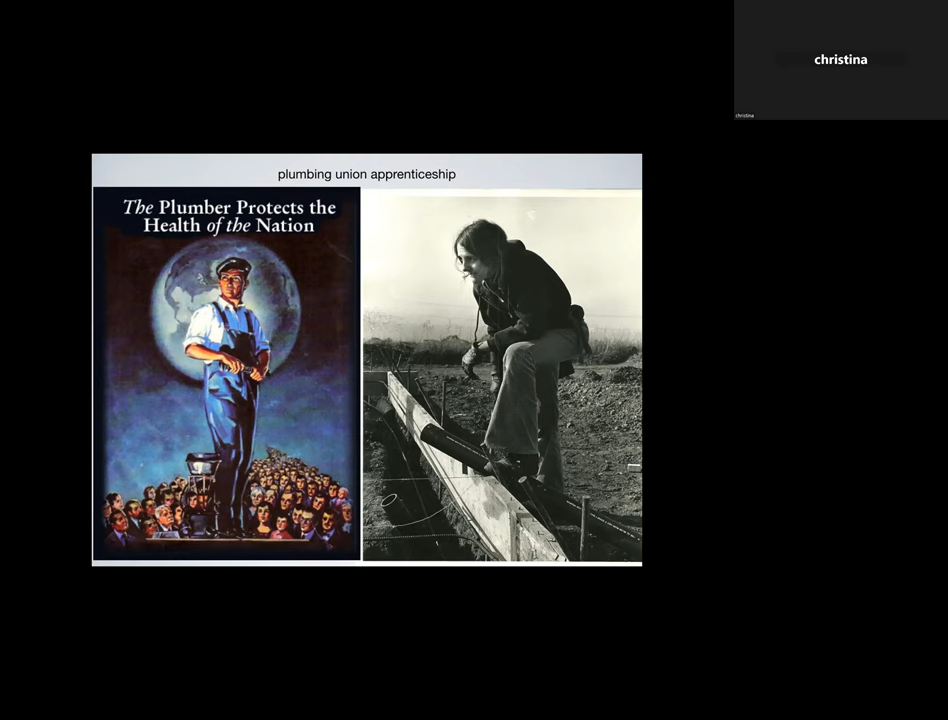 christina
christina
plumbing union apprenticeship
The Plumber Protects the
Health of the Nation